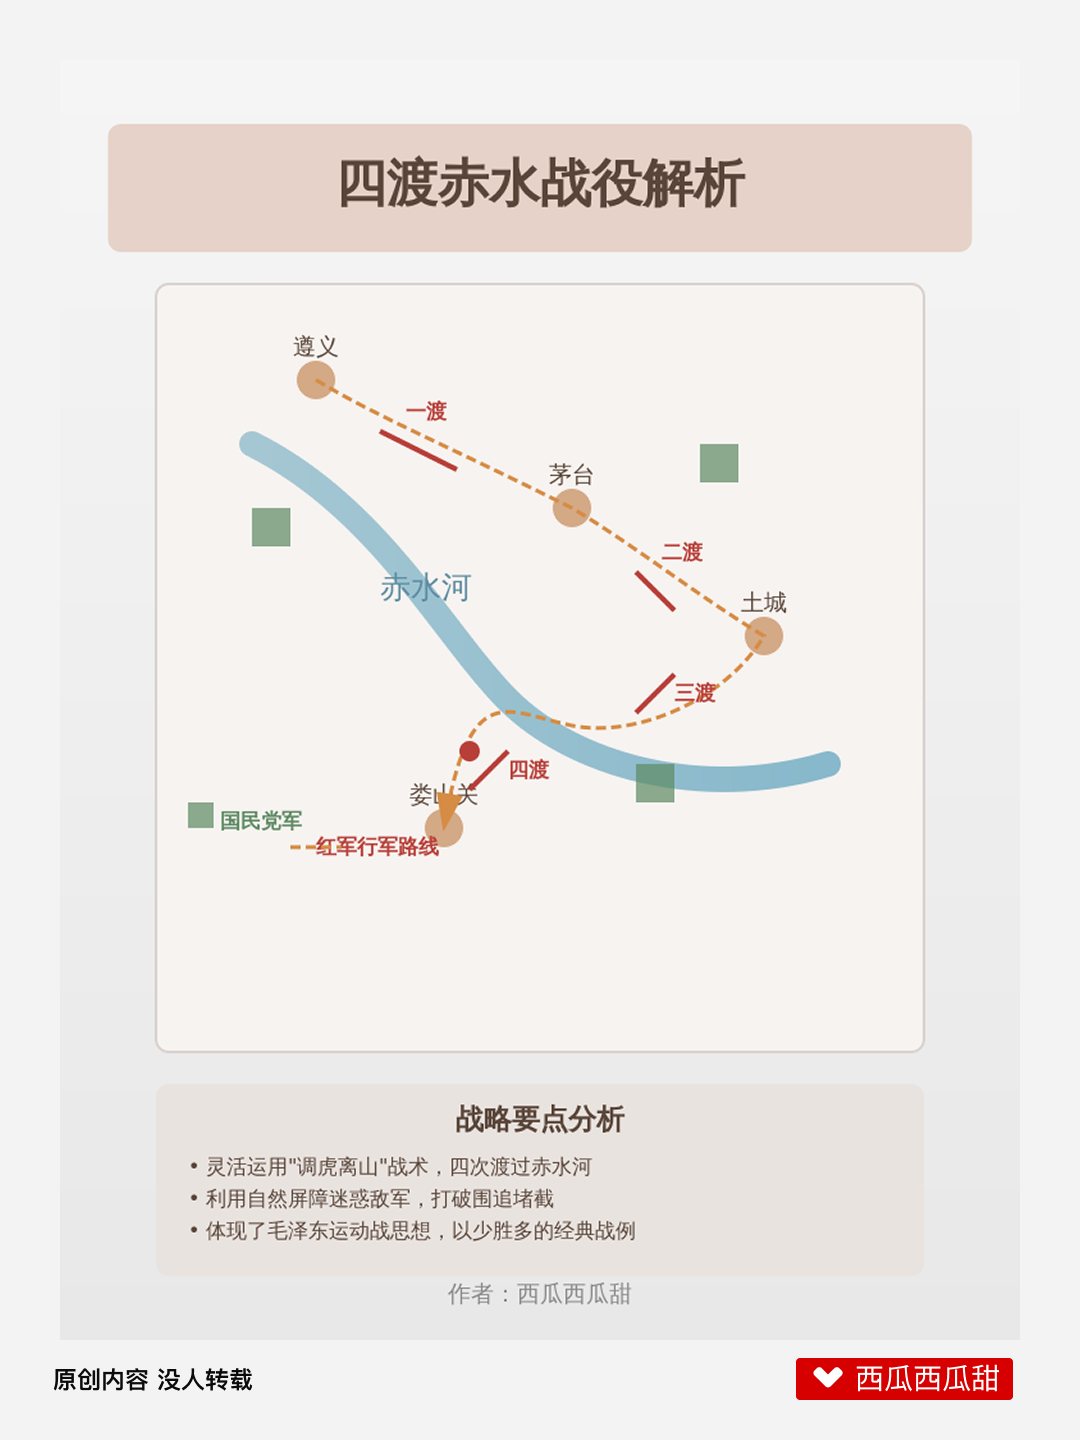 四渡赤水战役解析
遵义
一渡
茅台
二渡
赤水河
土城
三渡
四渡
娄山关
国民党军
红军行军路线
战略要点分析
• 灵活运用"调虎离山"战术，四次渡过赤水河
• 利用自然屏障迷惑敌军，打破围追堵截
• 体现了毛泽东运动战思想，以少胜多的经典战例
作者：西瓜西瓜甜
原创内容 没人转载
西瓜西瓜甜